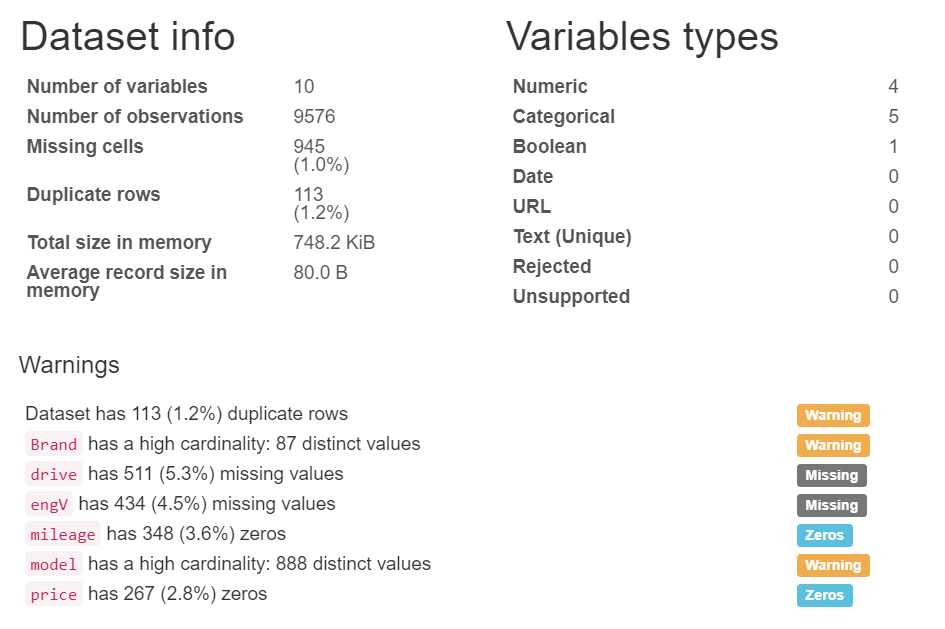 Dataset info
Number of variables 10
Number of observations 9576
Missing cells 945
(1.0%)
Duplicate rows 113
(1.2%)
Total size in memory 748.2 KiB
Average record size in 80.0 B
memory
Variables types
Numeric 4
Categorical 5
Boolean 1
Date 0
URL 0
Text (Unique) 0
Rejected 0
Unsupported 0
Warnings
Dataset has 113 (1.2%) duplicate rows Warning
Brand has a high cardinality: 87 distinct values Warning
drive has 511 (5.3%) missing values Missing
engV has 434 (4.5%) missing values Missing
mileage has 348 (3.6%) zeros Zeros
model has a high cardinality: 888 distinct values Warning
price has 267 (2.8%) zeros Zeros